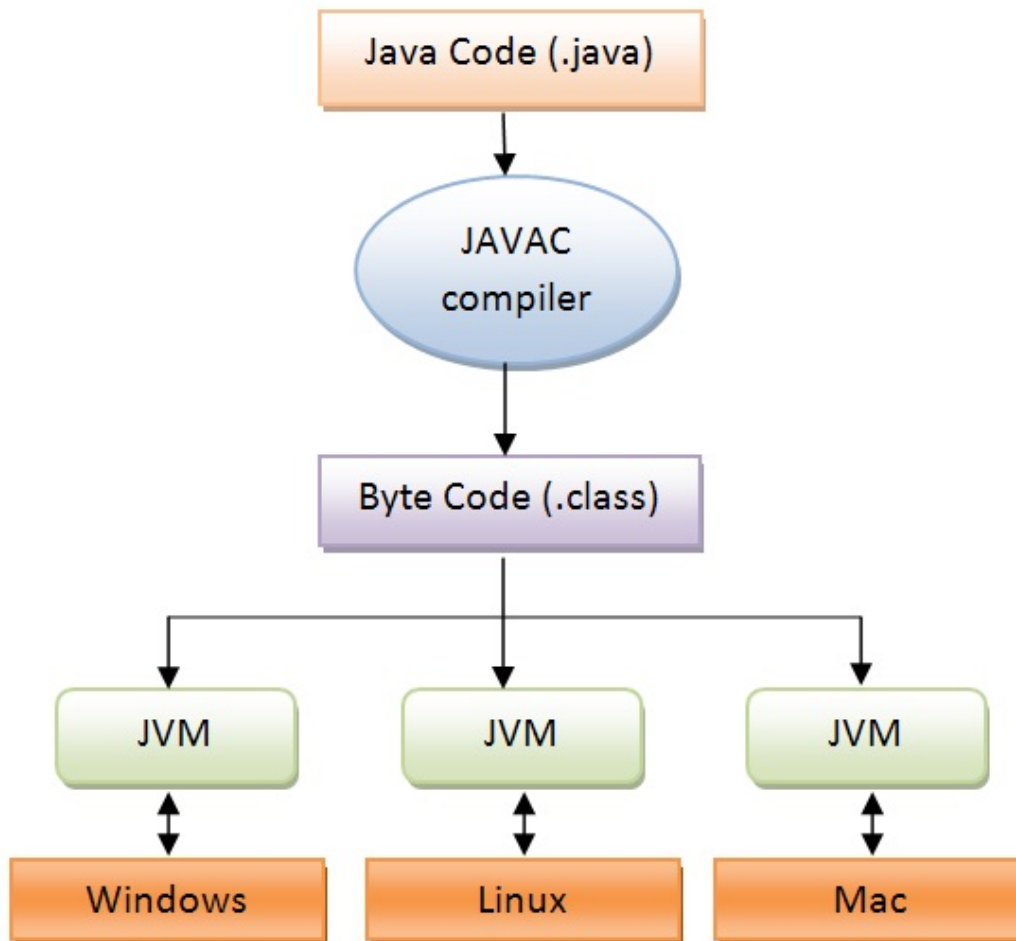 Java Code (.java)
JAVAC
compiler
Byte Code (.class)
JVM
JVM
JVM
Windows
Linux
Mac